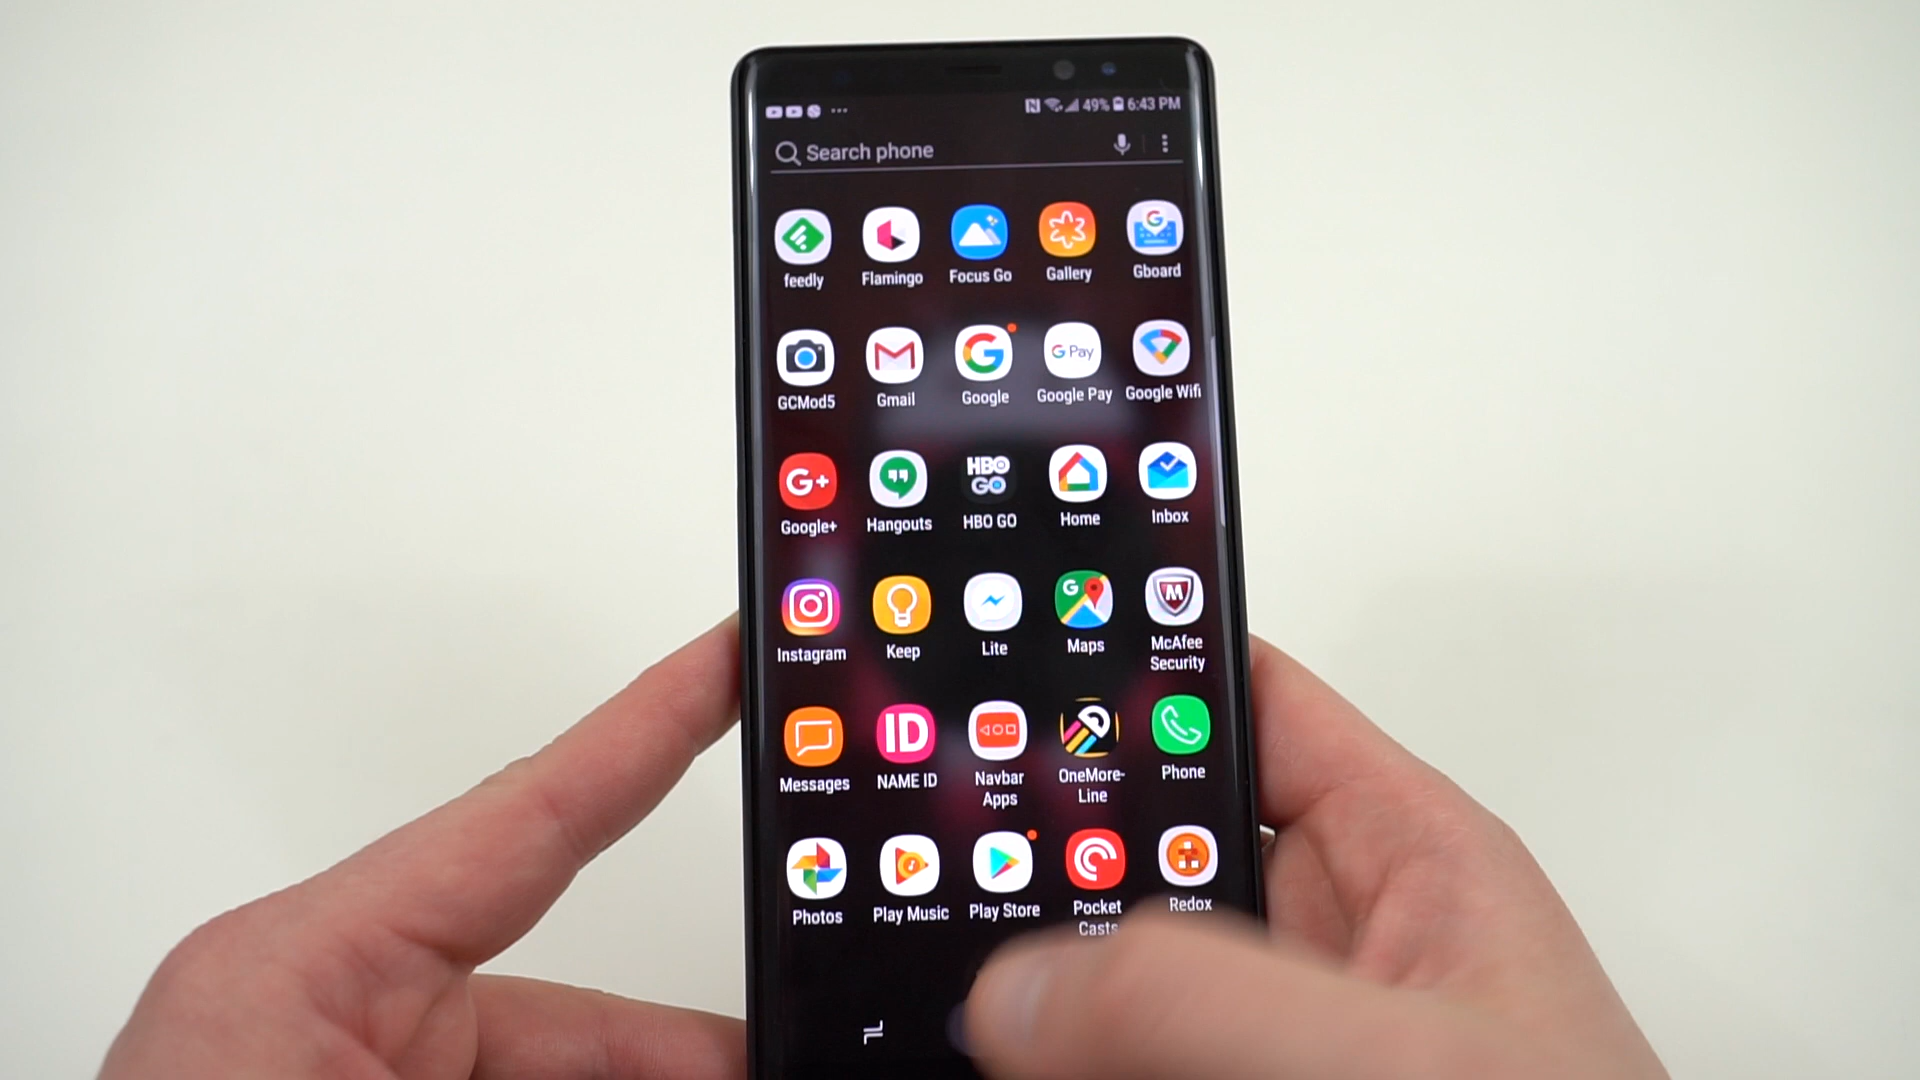 49% 6:43 PM
Search phone
feedly Flamingo Focus Go Gallery Gboard
G Pay
GCMod5 Gmail Google Google Pay Google Wifi
G+ HBO GO
Google+ Hangouts HBO GO Home Inbox
Instagram Keep Lite Maps McAfee Security
ID
Messages NAME ID Navbar Apps OneMore-Line Phone
Photos Play Music Play Store Pocket Casts Redox